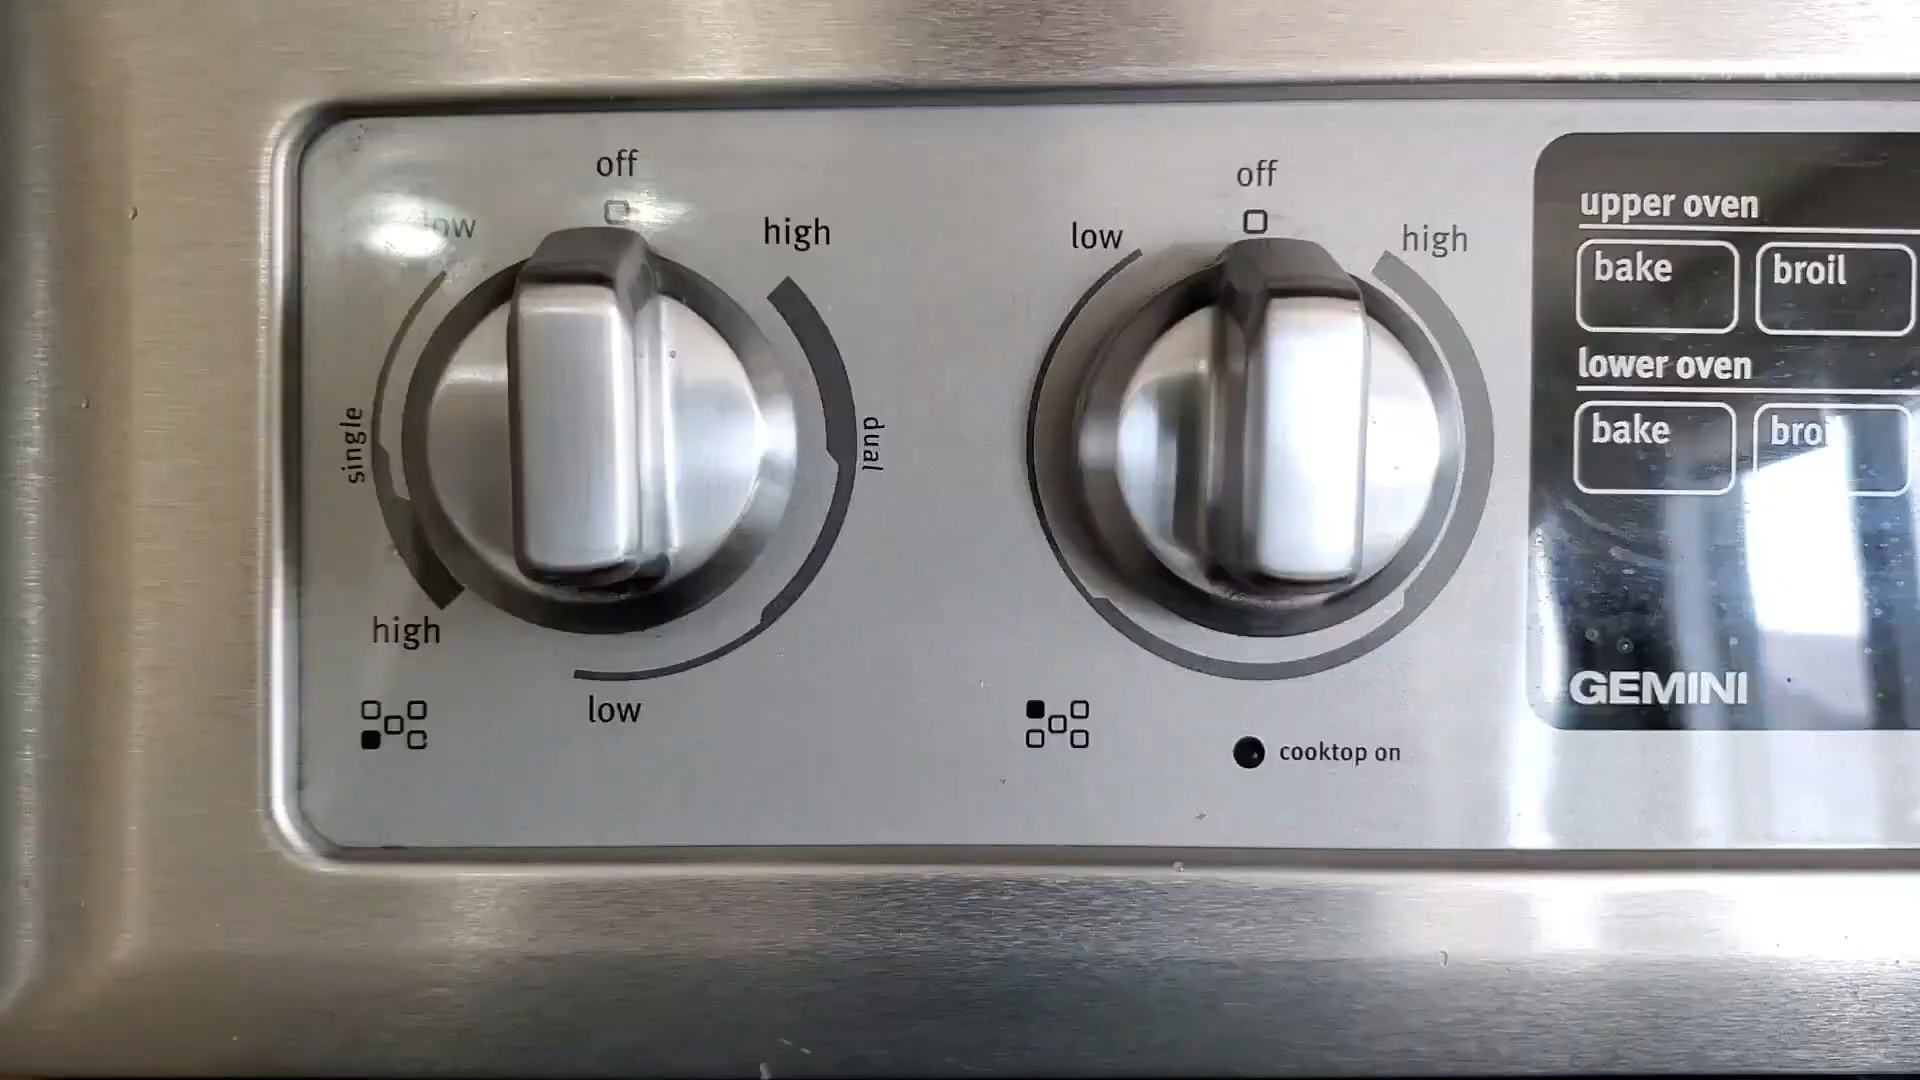 off
low
high
single
dual
high
low
off
low
high
cooktop on
upper oven
bake
broil
lower oven
bake
broil
GEMINI